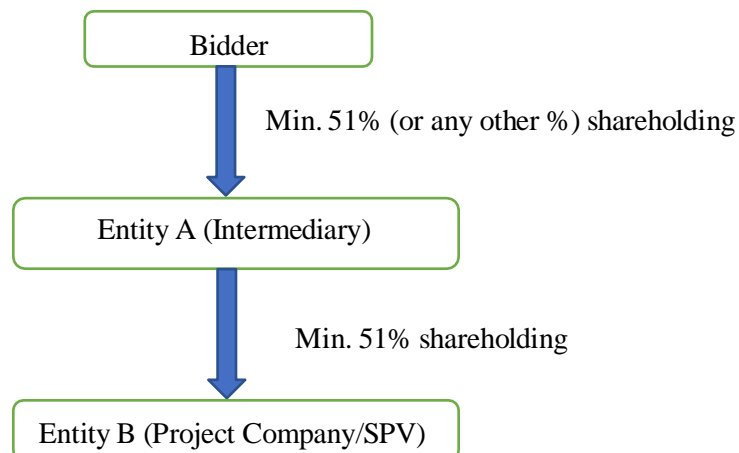 Bidder
Min. 51% (or any other %) shareholding
Entity A (Intermediary)
Min. 51% shareholding
Entity B (Project Company/SPV)